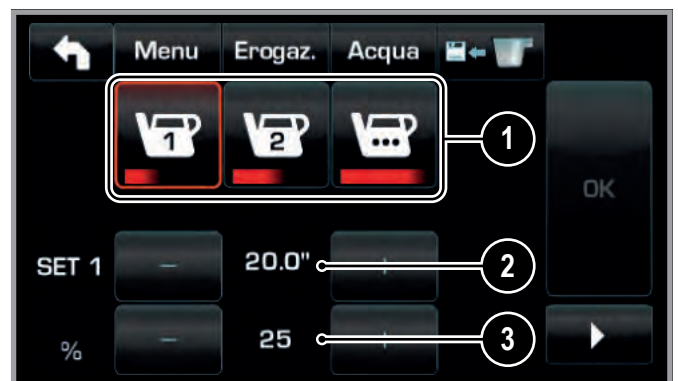 Menu Erogaz. Acqua
1 2 ... 1
OK
SET 1 − 20.0" + 2
% − 25 + 3